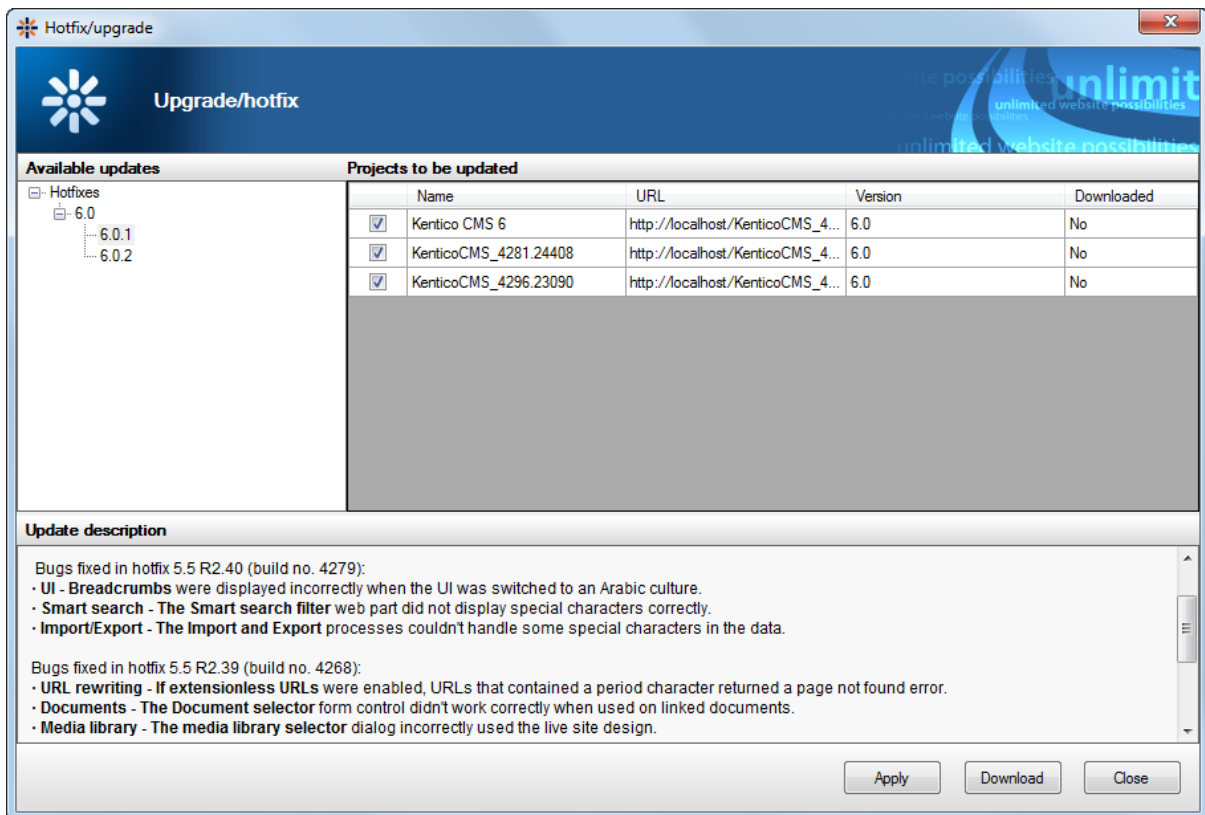 Hotfix/upgrade
Upgrade/hotfix
site possibilities
unlimit
unlimited website possibilities
unlimited website possibilities
Available updates
Projects to be updated
Hotfixes
6.0
6.0.1
6.0.2
Name URL Version Downloaded
Kentico CMS 6 http://localhost/KenticoCMS_4... 6.0 No
KenticoCMS_4281.24408 http://localhost/KenticoCMS_4... 6.0 No
KenticoCMS_4296.23090 http://localhost/KenticoCMS_4... 6.0 No
Update description
Bugs fixed in hotfix 5.5 R2.40 (build no. 4279):
· UI - Breadcrumbs were displayed incorrectly when the UI was switched to an Arabic culture.
· Smart search - The Smart search filter web part did not display special characters correctly.
· Import/Export - The Import and Export processes couldn't handle some special characters in the data.
Bugs fixed in hotfix 5.5 R2.39 (build no. 4268):
· URL rewriting - If extensionless URLs were enabled, URLs that contained a period character returned a page not found error.
· Documents - The Document selector form control didn't work correctly when used on linked documents.
· Media library - The media library selector dialog incorrectly used the live site design.
Apply Download Close